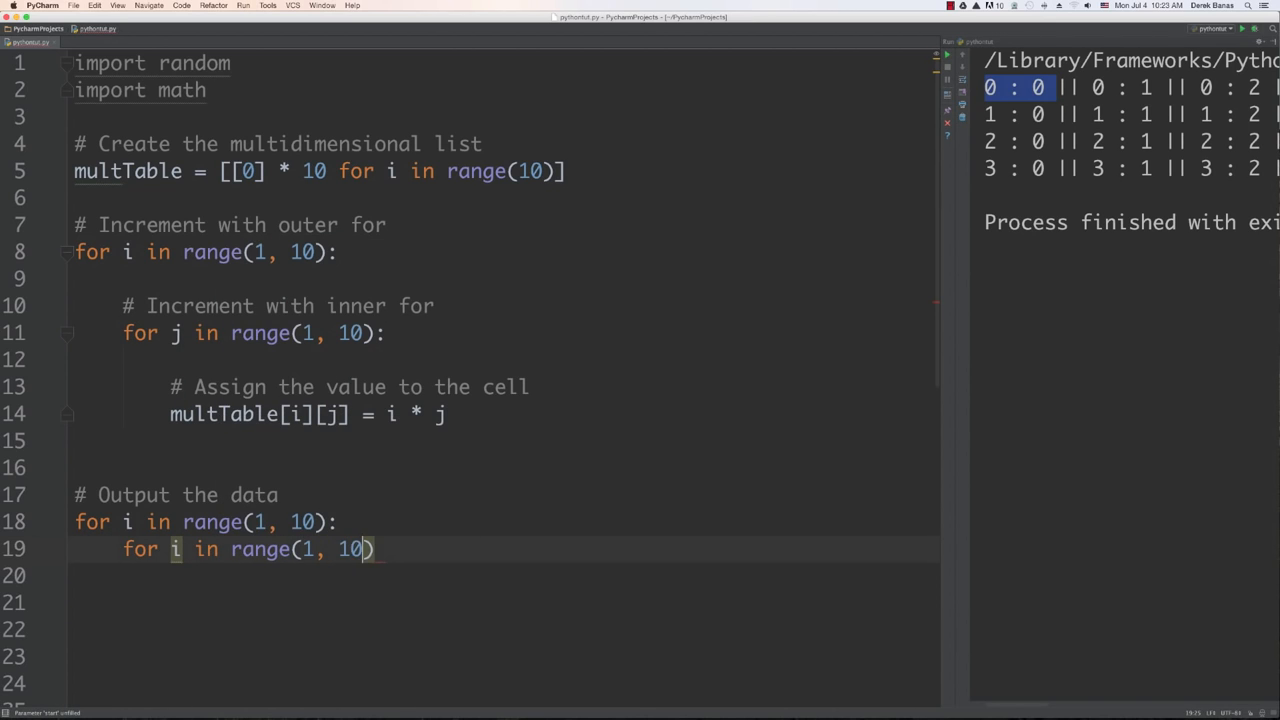 PyCharm File Edit View Navigate Code Refactor Run Tools VCS Window Help
10 Mon Jul 4 10:23 AM Derek Banas
pythontut.py - PycharmProjects - [~/PycharmProjects]
PycharmProjects pythontut.py
pythontut
pythontut.py
Run pythontut
1 import random
2 import math
3
4 # Create the multidimensional list
5 multTable = [[0] * 10 for i in range(10)]
6
7 # Increment with outer for
8 for i in range(1, 10):
9
10 # Increment with inner for
11 for j in range(1, 10):
12
13 # Assign the value to the cell
14 multTable[i][j] = i * j
15
16
17 # Output the data
18 for i in range(1, 10):
19 for i in range(1, 10)
20
21
22
23
24
/Library/Frameworks/Pytho
0 : 0 || 0 : 1 || 0 : 2 |
1 : 0 || 1 : 1 || 1 : 2 |
2 : 0 || 2 : 1 || 2 : 2 |
3 : 0 || 3 : 1 || 3 : 2 |
Process finished with exi
Parameter 'start' unfilled
19:25 LF‡ UTF-8‡